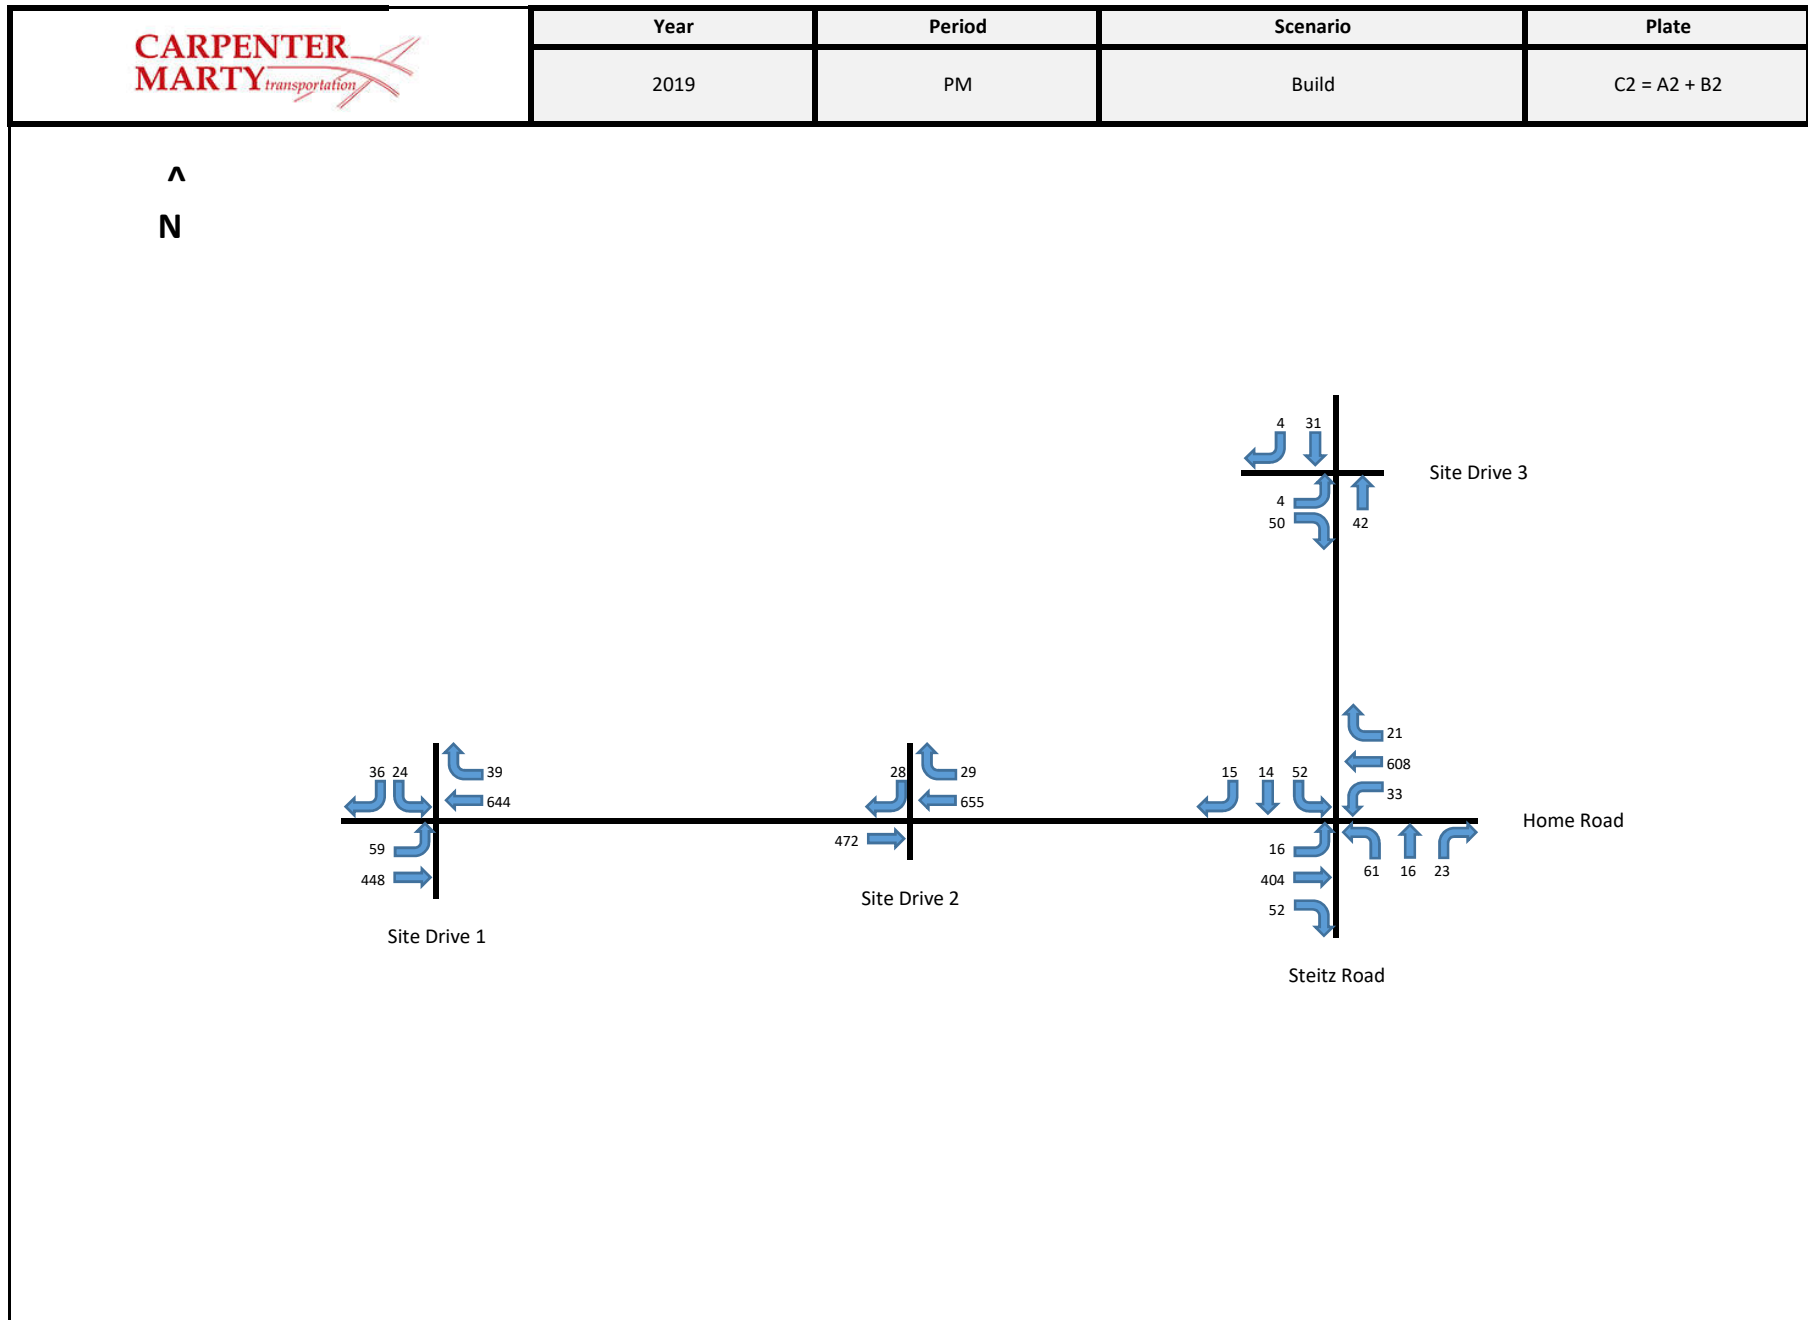 CARPENTER
MARTY transportation
Year Period Scenario Plate
2019 PM Build C2 = A2 + B2
^
N
4 31
Site Drive 3
4
50 42
21
608
33
36 24 39
644
28 29
655
15 14 52
Home Road
59
448
472
16
404
52
61 16 23
Site Drive 2
Site Drive 1
Steitz Road